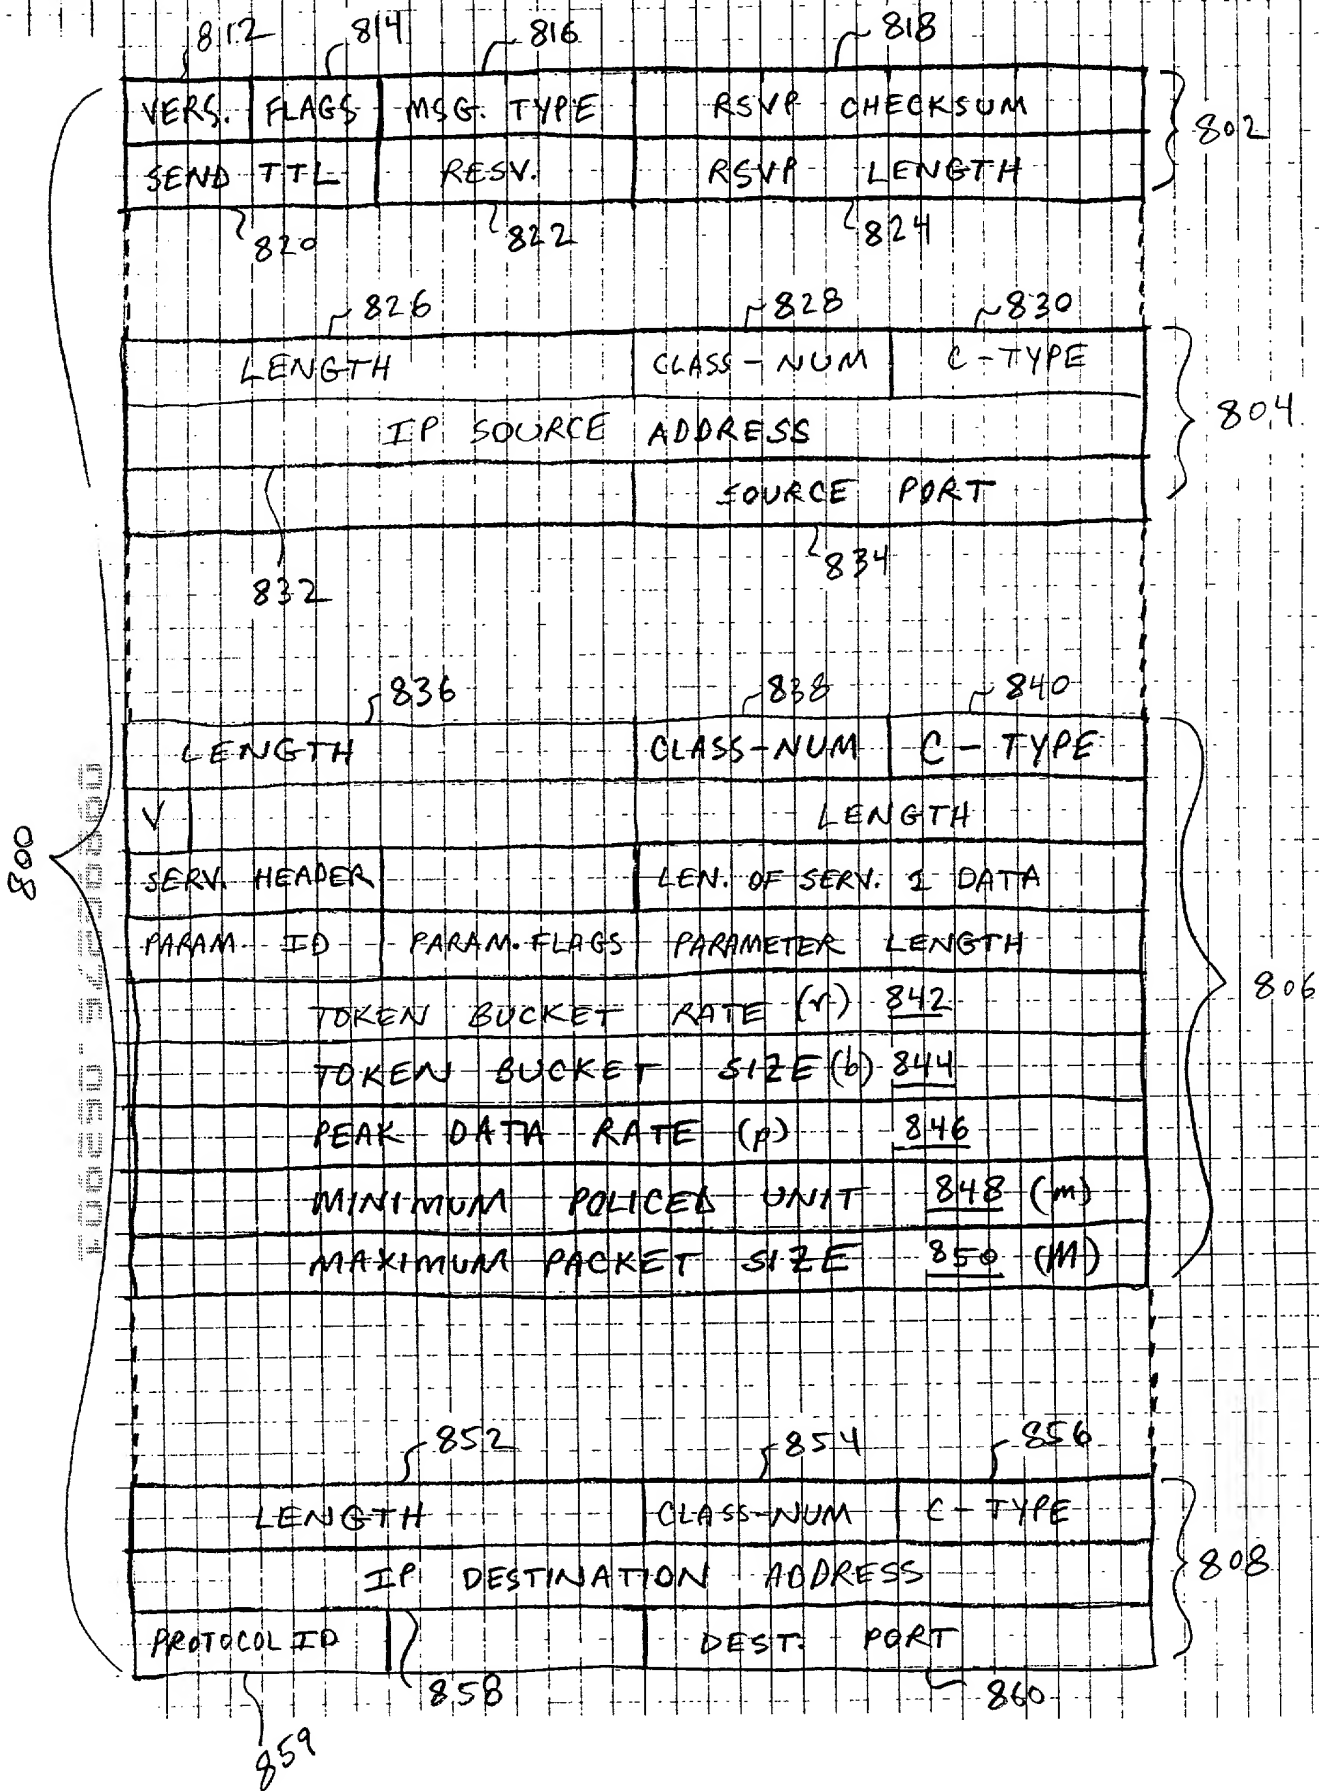 812 814 816 818
VERS. FLAGS MSG. TYPE RSVP CHECKSUM
802
SEND TTL RESV. RSVP LENGTH
820 822 824
826 828 830
LENGTH CLASS-NUM C-TYPE
804
IP SOURCE ADDRESS
SOURCE PORT
832 834
836 838 840
LENGTH CLASS-NUM C-TYPE
V LENGTH
800
SERV. HEADER LEN. OF SERV. 1 DATA
PARAM. ID PARAM. FLAGS PARAMETER LENGTH
806
TOKEN BUCKET RATE (r) 842
TOKEN BUCKET SIZE (b) 844
PEAK DATA RATE (p) 846
MINIMUM POLICED UNIT 848 (m)
MAXIMUM PACKET SIZE 850 (M)
852 854 856
LENGTH CLASS-NUM C-TYPE
808
IP DESTINATION ADDRESS
PROTOCOL ID DEST. PORT
858 860
859